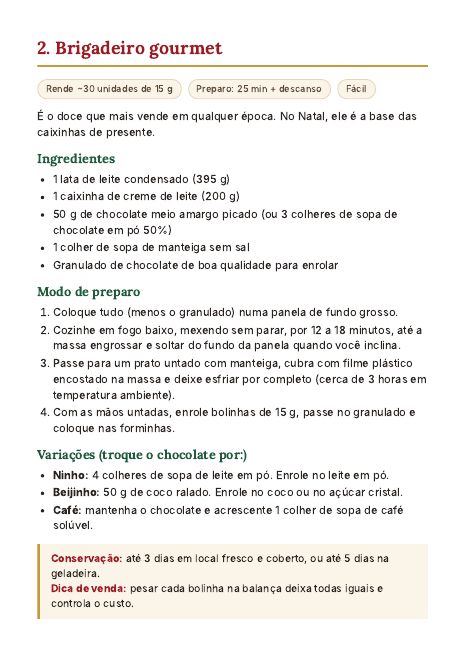 2. Brigadeiro gourmet
Rende ~30 unidades de 15 g
Preparo: 25 min + descanso
Fácil
É o doce que mais vende em qualquer época. No Natal, ele é a base das
caixinhas de presente.
Ingredientes
• 1 lata de leite condensado (395 g)
• 1 caixinha de creme de leite (200 g)
• 50 g de chocolate meio amargo picado (ou 3 colheres de sopa de
chocolate em pó 50%)
• 1 colher de sopa de manteiga sem sal
• Granulado de chocolate de boa qualidade para enrolar
Modo de preparo
1. Coloque tudo (menos o granulado) numa panela de fundo grosso.
2. Cozinhe em fogo baixo, mexendo sem parar, por 12 a 18 minutos, até a
massa engrossar e soltar do fundo da panela quando você inclina.
3. Passe para um prato untado com manteiga, cubra com filme plástico
encostado na massa e deixe esfriar por completo (cerca de 3 horas em
temperatura ambiente).
4. Com as mãos untadas, enrole bolinhas de 15 g, passe no granulado e
coloque nas forminhas.
Variações (troque o chocolate por:)
• Ninho: 4 colheres de sopa de leite em pó. Enrole no leite em pó.
• Beijinho: 50 g de coco ralado. Enrole no coco ou no açúcar cristal.
• Café: mantenha o chocolate e acrescente 1 colher de sopa de café
solúvel.
Conservação: até 3 dias em local fresco e coberto, ou até 5 dias na
geladeira.
Dica de venda: pesar cada bolinha na balança deixa todas iguais e
controla o custo.